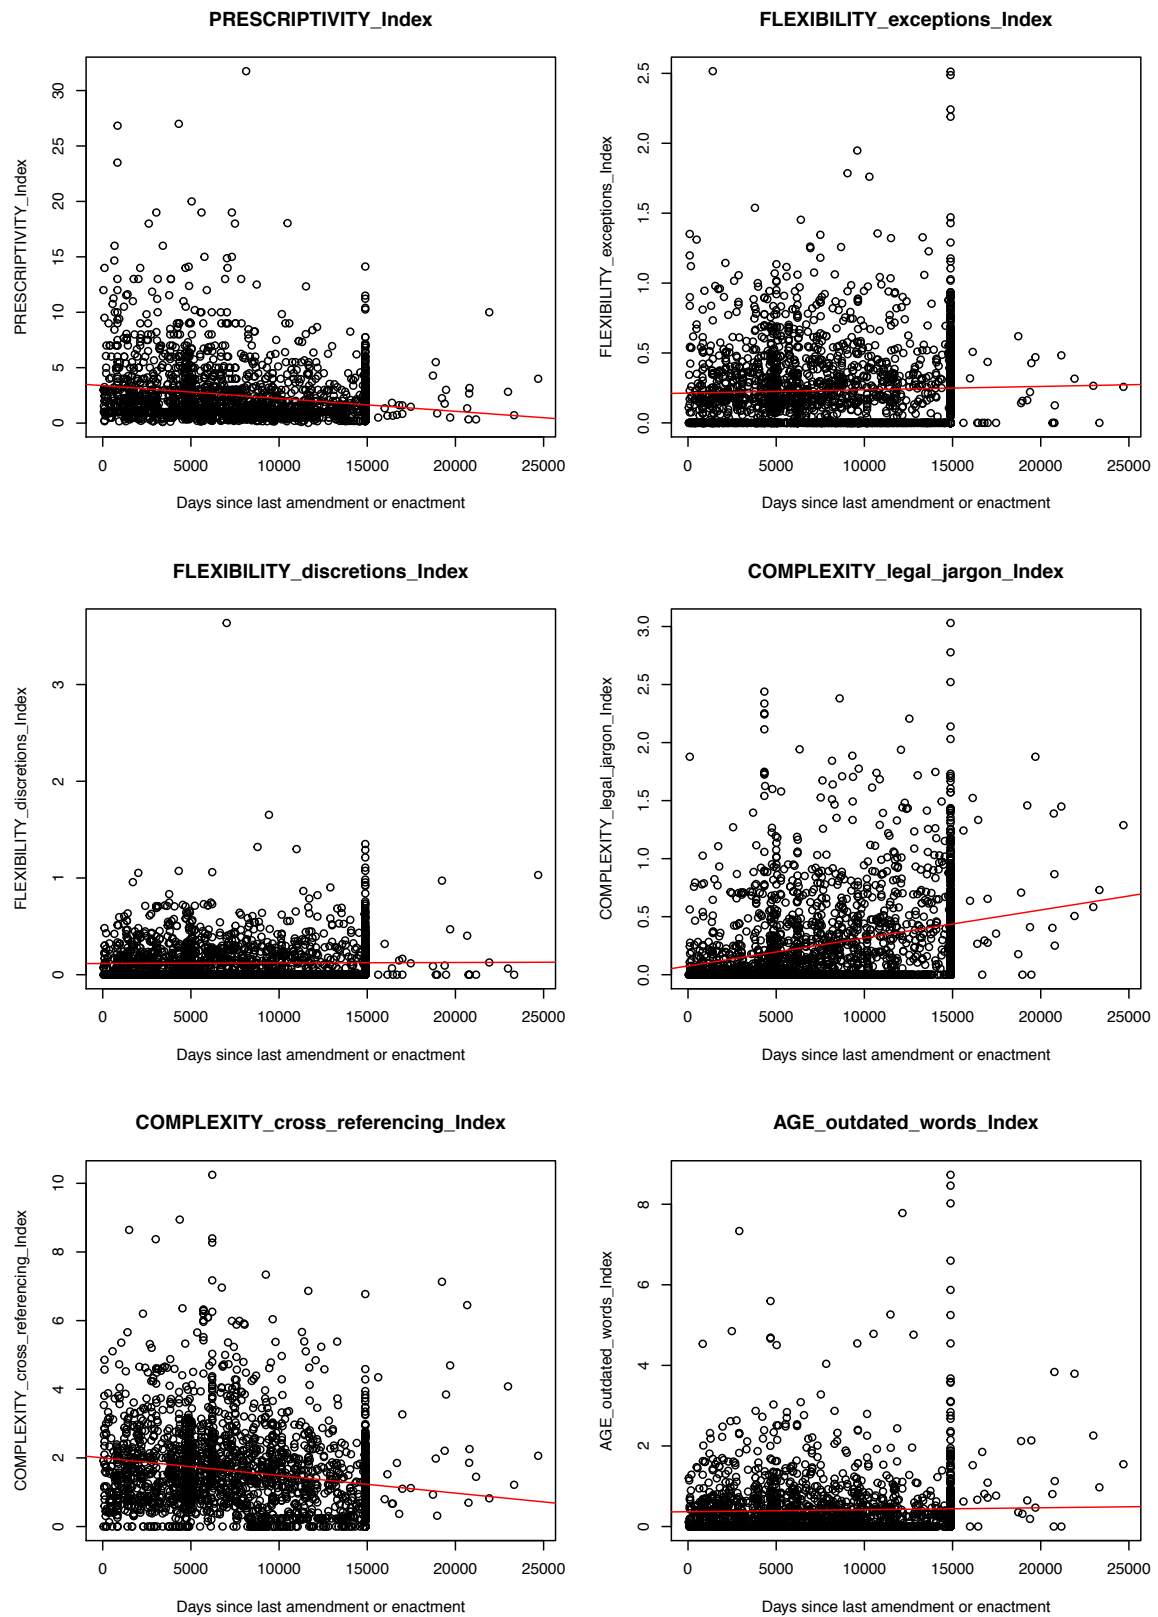 PRESCRIPTIVITY_Index
PRESCRIPTIVITY_Index
0 5 10 15 20 25 30
0 5000 10000 15000 20000 25000
Days since last amendment or enactment
FLEXIBILITY_exceptions_Index
FLEXIBILITY_exceptions_Index
0.0 0.5 1.0 1.5 2.0 2.5
0 5000 10000 15000 20000 25000
Days since last amendment or enactment
FLEXIBILITY_discretions_Index
FLEXIBILITY_discretions_Index
0 1 2 3
0 5000 10000 15000 20000 25000
Days since last amendment or enactment
COMPLEXITY_legal_jargon_Index
COMPLEXITY_legal_jargon_Index
0.0 0.5 1.0 1.5 2.0 2.5 3.0
0 5000 10000 15000 20000 25000
Days since last amendment or enactment
COMPLEXITY_cross_referencing_Index
COMPLEXITY_cross_referencing_Index
0 2 4 6 8 10
0 5000 10000 15000 20000 25000
Days since last amendment or enactment
AGE_outdated_words_Index
AGE_outdated_words_Index
0 2 4 6 8
0 5000 10000 15000 20000 25000
Days since last amendment or enactment